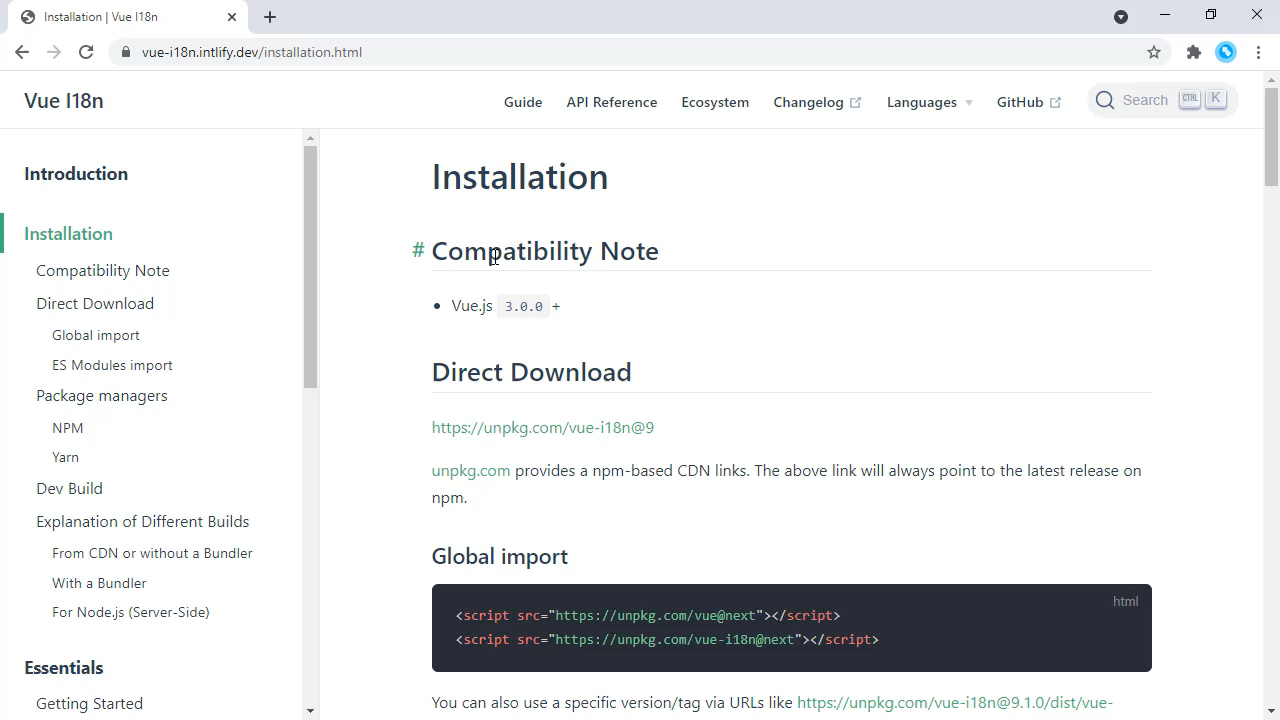 Installation | Vue I18n
vue-i18n.intlify.dev/installation.html
Vue I18n
Guide API Reference Ecosystem Changelog Languages GitHub Search CTRL K
Introduction
Installation
Compatibility Note
Direct Download
Global import
ES Modules import
Package managers
NPM
Yarn
Dev Build
Explanation of Different Builds
From CDN or without a Bundler
With a Bundler
For Node.js (Server-Side)
Essentials
Getting Started
Installation
# Compatibility Note
• Vue.js 3.0.0 +
Direct Download
https://unpkg.com/vue-i18n@9
unpkg.com provides a npm-based CDN links. The above link will always point to the latest release on
npm.
Global import
html
<script src="https://unpkg.com/vue@next"></script>
<script src="https://unpkg.com/vue-i18n@next"></script>
You can also use a specific version/tag via URLs like https://unpkg.com/vue-i18n@9.1.0/dist/vue-